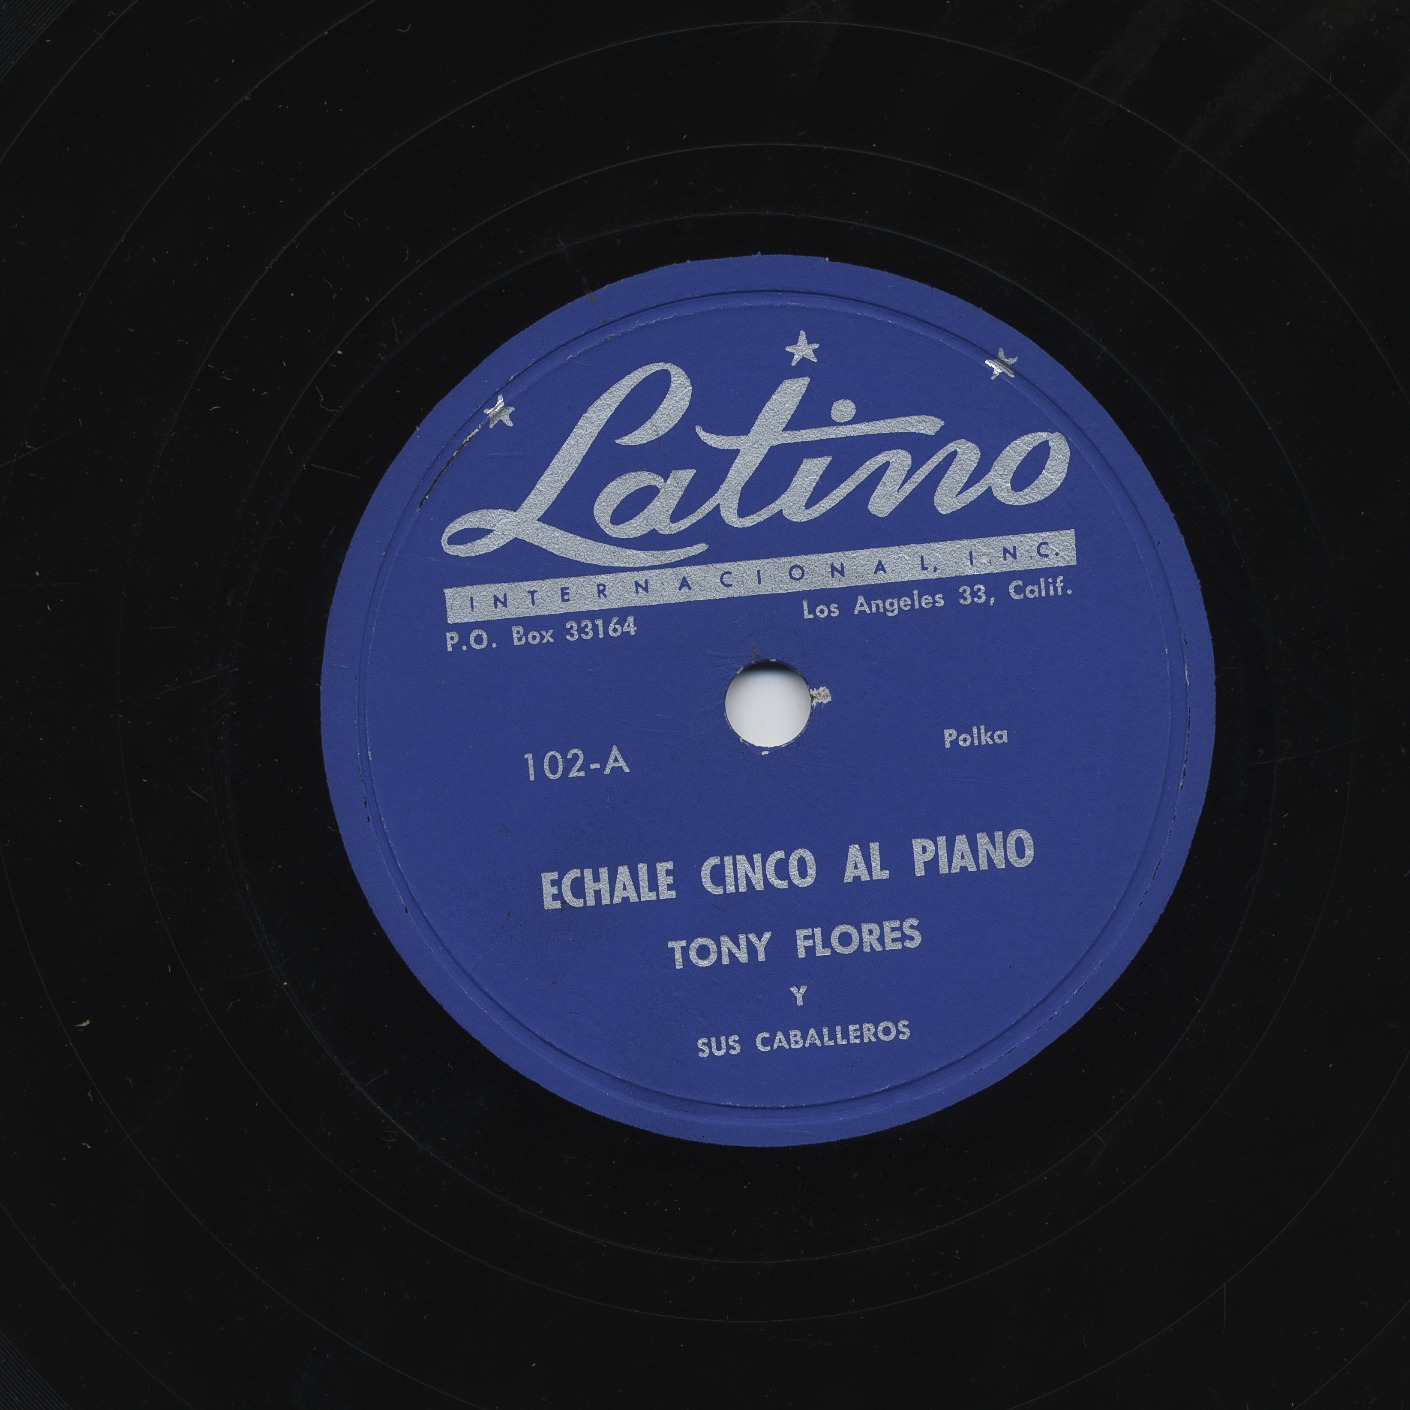 Latino
INTERNACIONAL, INC.
P.O. Box 33164 Los Angeles 33, Calif.
102-A Polka
ECHALE CINCO AL PIANO
TONY FLORES
Y
SUS CABALLEROS